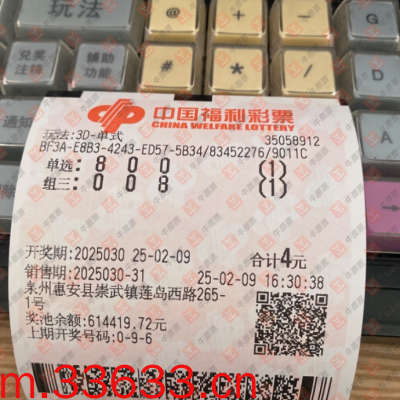 玩法
@
+
-
G
兑奖注销
辅助功能
#
*
/
A
D
通知
中国福利彩票
CHINA WELFARE LOTTERY
玩法:3D-单式 35058912
BF3A-E8B3-4243-ED57-5B34/83452276/9011C
单选: 8 0 0 (1)
组三: 0 0 8 (1)
开奖期:2025030 25-02-09 合计4元
销售期:2025030-31 25-02-09 16:30:38
泉州惠安县崇武镇莲岛西路265-
1号
奖池余额:614419.72元
上期开奖号码:0-9-6
m.33633.cn